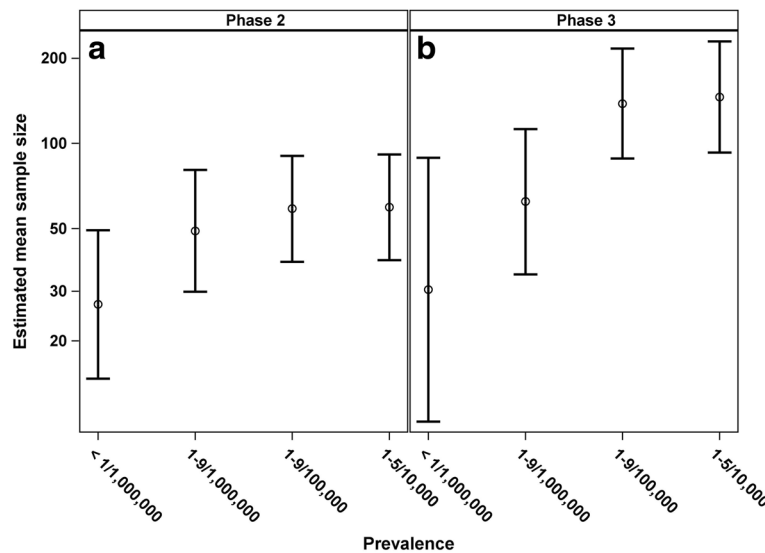 Phase 2
Phase 3
a
b
Estimated mean sample size
200
100
50
30
20
< 1/1,000,000
1-9/1,000,000
1-9/100,000
1-5/10,000
< 1/1,000,000
1-9/1,000,000
1-9/100,000
1-5/10,000
Prevalence